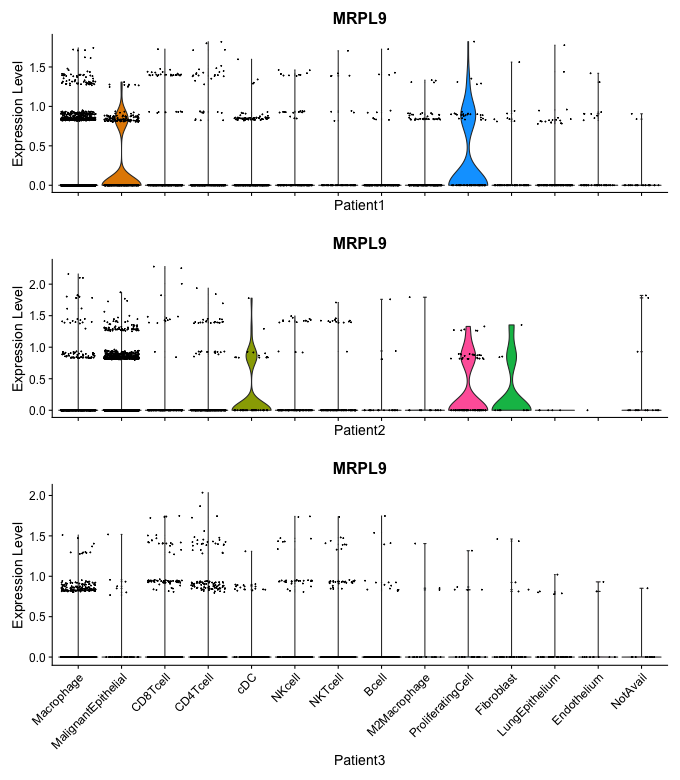 MRPL9
Expression Level
1.5
1.0
0.5
0.0
Patient1
MRPL9
Expression Level
2.0
1.5
1.0
0.5
0.0
Patient2
MRPL9
Expression Level
2.0
1.5
1.0
0.5
0.0
Macrophage
MalignantEpithelial
CD8Tcell
CD4Tcell
cDC
NKcell
NKTcell
Bcell
M2Macrophage
ProliferatingCell
Fibroblast
LungEpithelium
Endothelium
NotAvail
Patient3